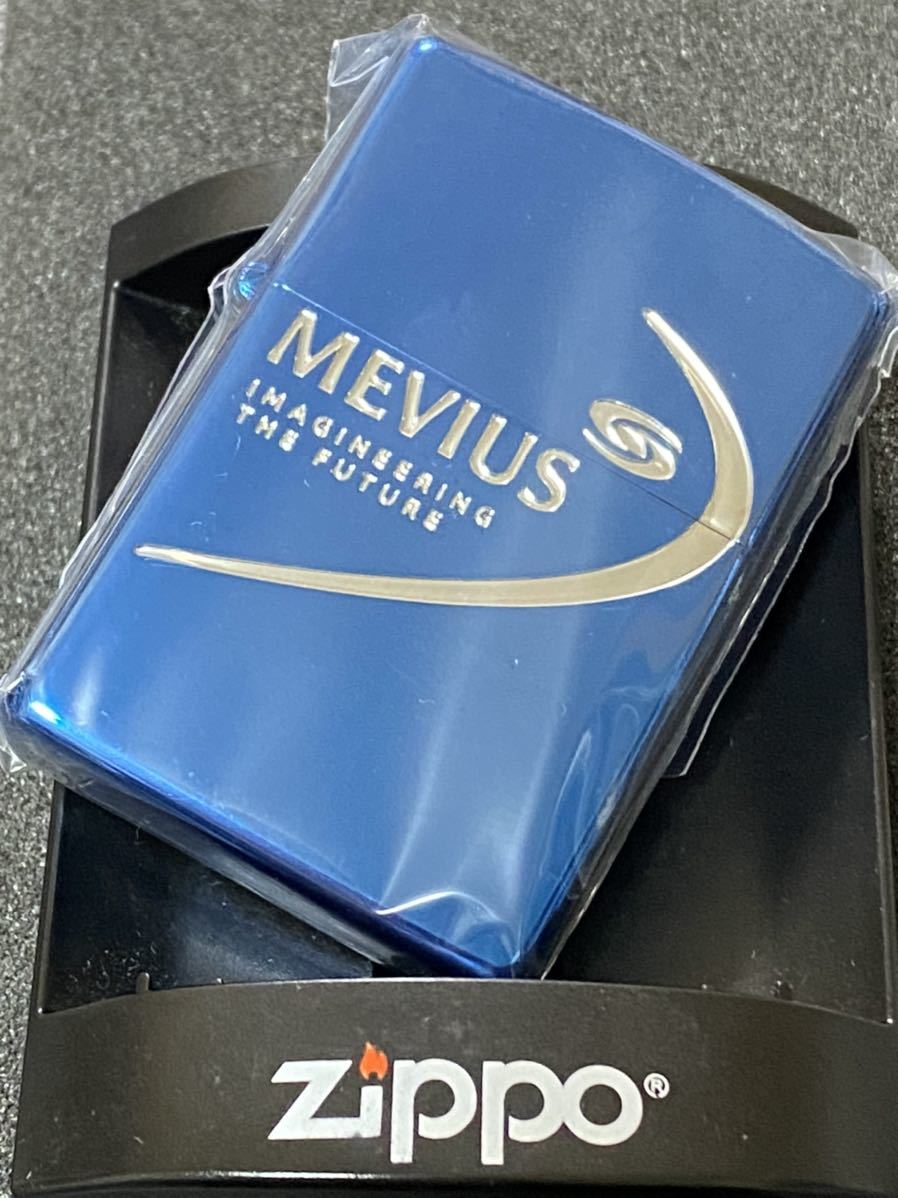 MEVIUS
IMAGINEERING
THE FUTURE
zippo®